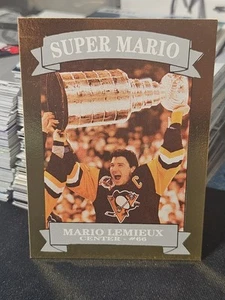 SUPER MARIO
C
MARIO LEMIEUX
CENTER - #66